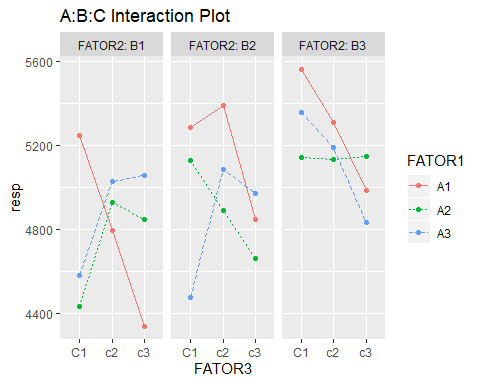 A:B:C Interaction Plot
FATOR2: B1 FATOR2: B2 FATOR2: B3
5600
5200
4800
4400
resp
C1 c2 c3 C1 c2 c3 C1 c2 c3
FATOR3
FATOR1
A1
A2
A3